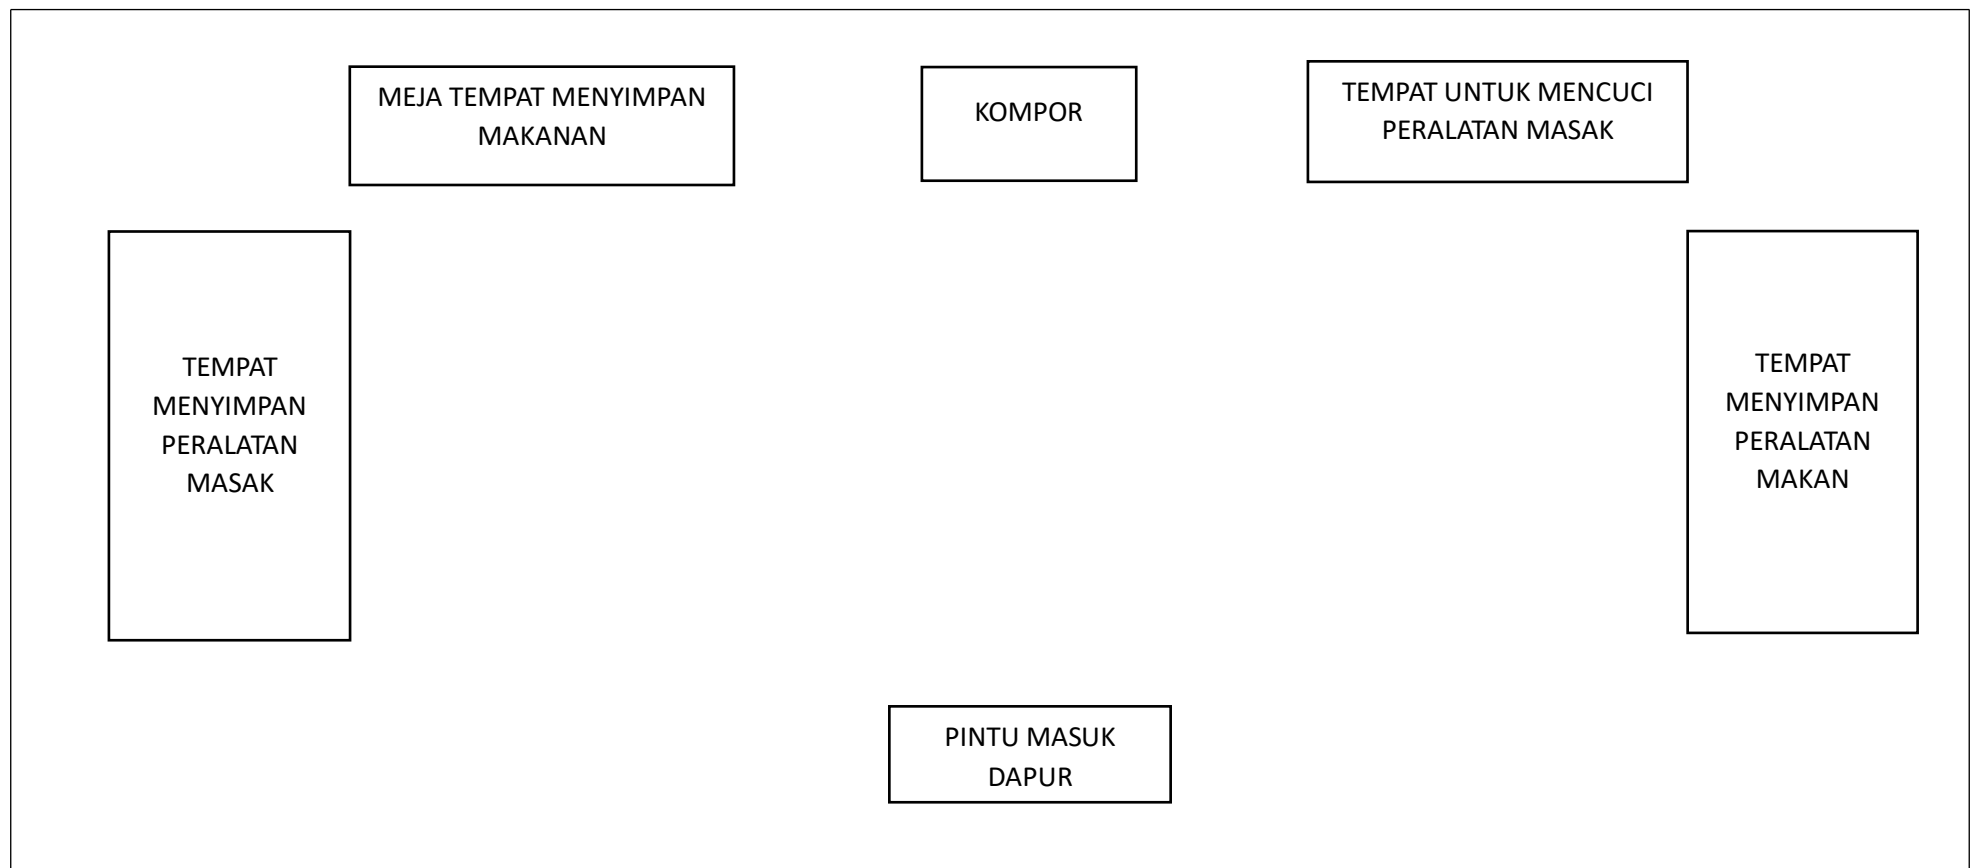 MEJA TEMPAT MENYIMPAN
MAKANAN
KOMPOR
TEMPAT UNTUK MENCUCI
PERALATAN MASAK
TEMPAT
MENYIMPAN
PERALATAN
MASAK
TEMPAT
MENYIMPAN
PERALATAN
MAKAN
PINTU MASUK
DAPUR